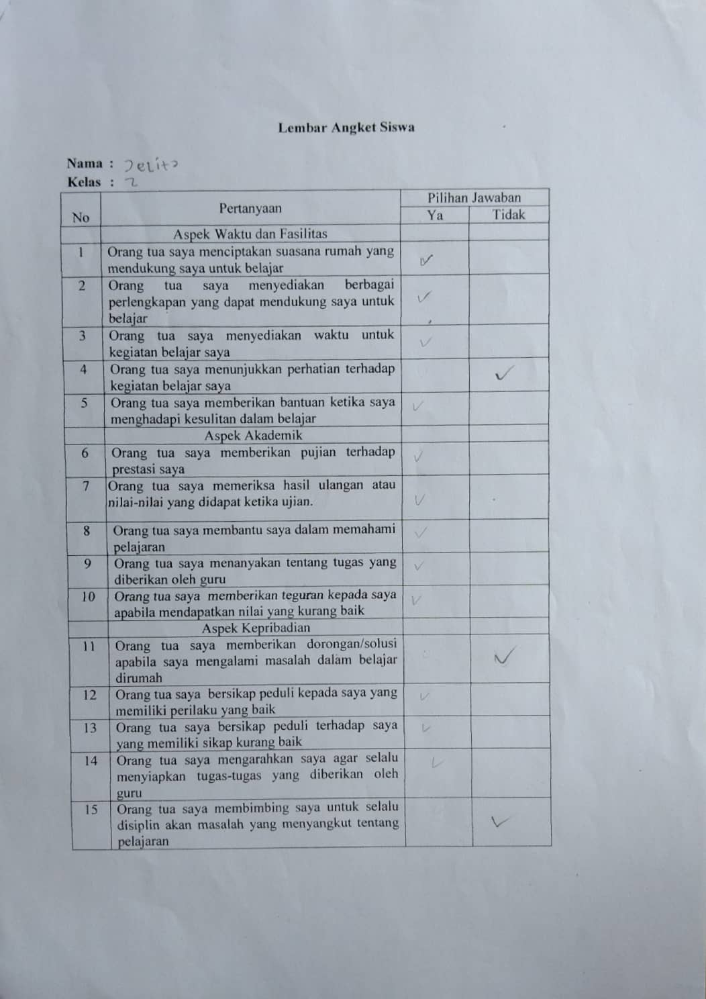 Lembar Angket Siswa
Nama : Jelita
Kelas : 2
No Pertanyaan Pilihan Jawaban
Ya Tidak
Aspek Waktu dan Fasilitas
1 Orang tua saya menciptakan suasana rumah yang
mendukung saya untuk belajar ✓
2 Orang tua saya menyediakan berbagai
perlengkapan yang dapat mendukung saya untuk ✓
belajar
3 Orang tua saya menyediakan waktu untuk
kegiatan belajar saya ✓
4 Orang tua saya menunjukkan perhatian terhadap ✓
kegiatan belajar saya
5 Orang tua saya memberikan bantuan ketika saya ✓
menghadapi kesulitan dalam belajar
Aspek Akademik
6 Orang tua saya memberikan pujian terhadap ✓
prestasi saya
7 Orang tua saya memeriksa hasil ulangan atau
nilai-nilai yang didapat ketika ujian. ✓
8 Orang tua saya membantu saya dalam memahami ✓
pelajaran
9 Orang tua saya menanyakan tentang tugas yang ✓
diberikan oleh guru
10 Orang tua saya memberikan teguran kepada saya ✓
apabila mendapatkan nilai yang kurang baik
Aspek Kepribadian
11 Orang tua saya memberikan dorongan/solusi
apabila saya mengalami masalah dalam belajar ✓
dirumah
12 Orang tua saya bersikap peduli kepada saya yang ✓
memiliki perilaku yang baik
13 Orang tua saya bersikap peduli terhadap saya ✓
yang memiliki sikap kurang baik
14 Orang tua saya mengarahkan saya agar selalu ✓
menyiapkan tugas-tugas yang diberikan oleh
guru
15 Orang tua saya membimbing saya untuk selalu
disiplin akan masalah yang menyangkut tentang ✓
pelajaran